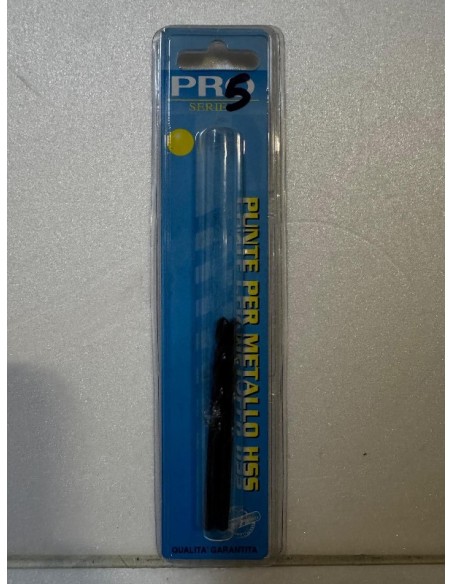 PRO
5
SERIE
PUNTE PER METALLO HSS
QUALITA' GARANTITA